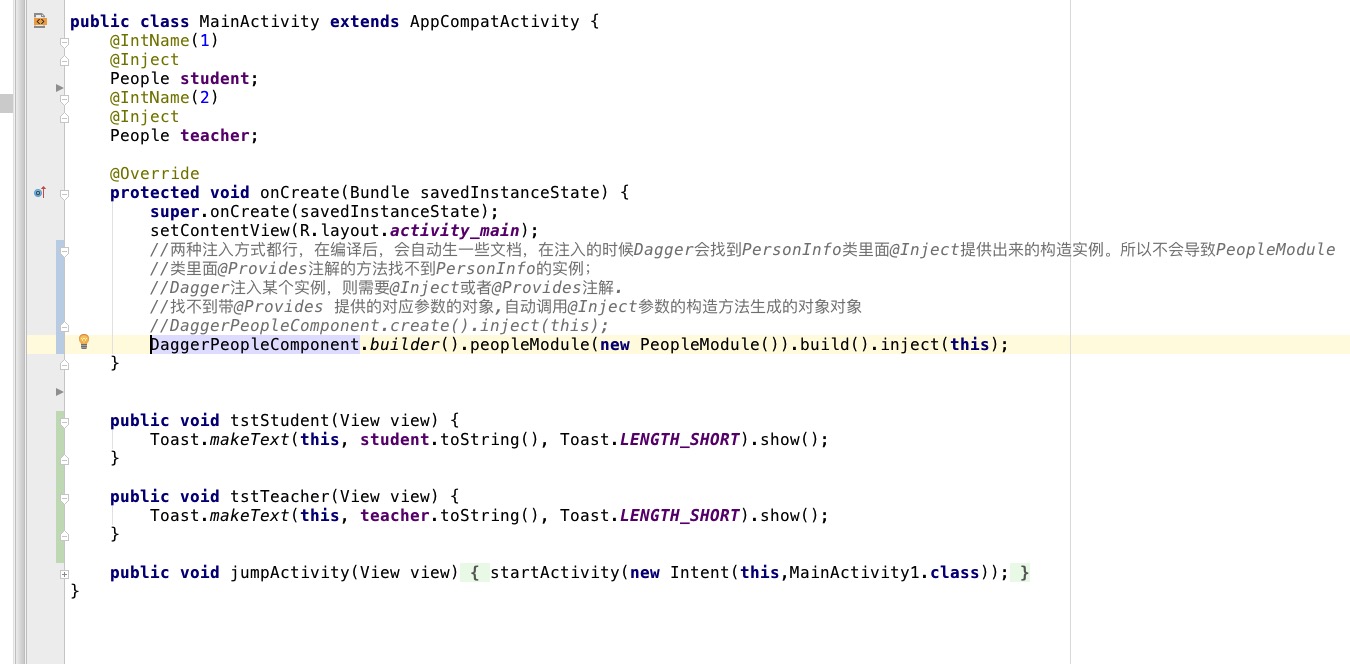 public class MainActivity extends AppCompatActivity {
@IntName(1)
@Inject
People student;
@IntName(2)
@Inject
People teacher;
@Override
protected void onCreate(Bundle savedInstanceState) {
super.onCreate(savedInstanceState);
setContentView(R.layout.activity_main);
//两种注入方式都行，在编译后，会自动生一些文档，在注入的时候Dagger会找到PersonInfo类里面@Inject提供出来的构造实例。所以不会导致PeopleModule
//类里面@Provides注解的方法找不到PersonInfo的实例；
//Dagger注入某个实例，则需要@Inject或者@Provides注解.
//找不到带@Provides 提供的对应参数的对象,自动调用@Inject参数的构造方法生成的对象对象
//DaggerPeopleComponent.create().inject(this);
DaggerPeopleComponent.builder().peopleModule(new PeopleModule()).build().inject(this);
}
public void tstStudent(View view) {
Toast.makeText(this, student.toString(), Toast.LENGTH_SHORT).show();
}
public void tstTeacher(View view) {
Toast.makeText(this, teacher.toString(), Toast.LENGTH_SHORT).show();
}
public void jumpActivity(View view) { startActivity(new Intent(this,MainActivity1.class)); }
}